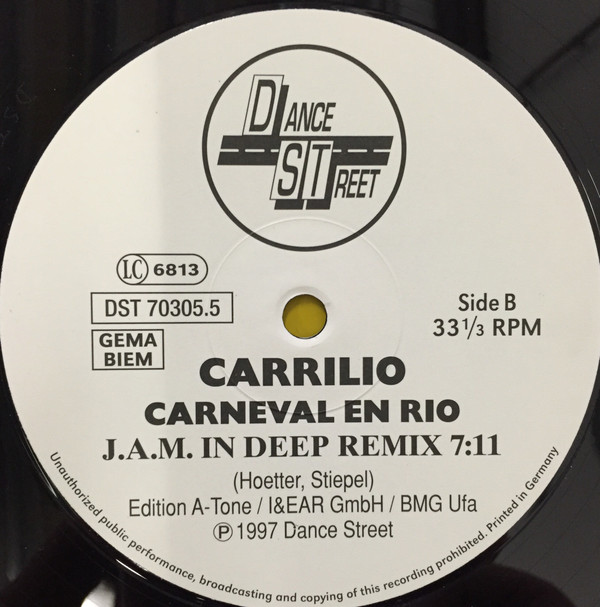 DANCE
STREET
LC 6813
DST 70305.5
GEMA
BIEM
Side B
33 1/3 RPM
CARRILIO
CARNEVAL EN RIO
J.A.M. IN DEEP REMIX 7:11
(Hoetter, Stiepel)
Edition A-Tone / I&EAR GmbH / BMG Ufa
Ⓟ 1997 Dance Street
Unauthorized public performance, broadcasting and copying of this recording prohibited. Printed in Germany